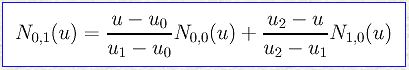 N_{0,1}(u) = \frac{u - u_0}{u_1 - u_0} N_{0,0}(u) + \frac{u_2 - u}{u_2 - u_1} N_{1,0}(u)